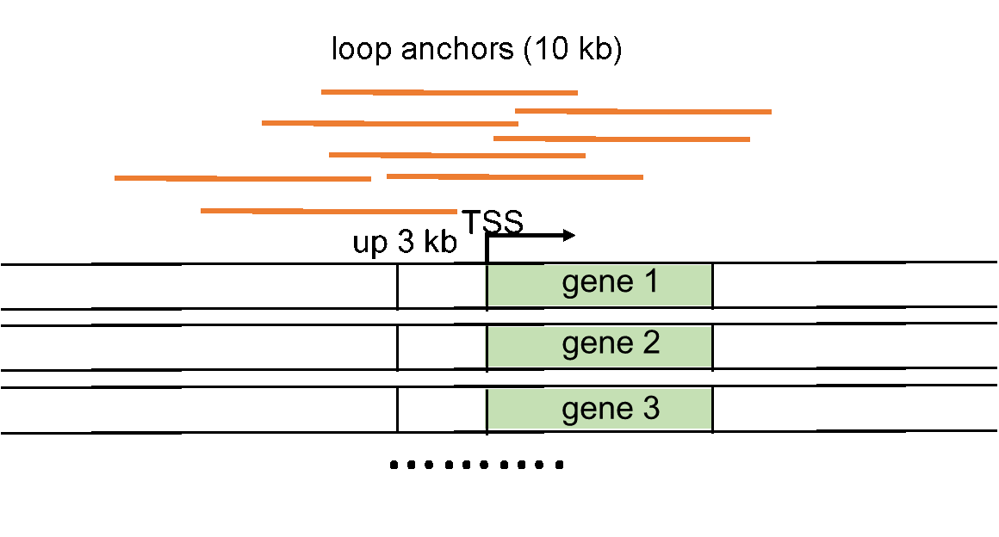 loop anchors (10 kb)
TSS
up 3 kb
gene 1
gene 2
gene 3